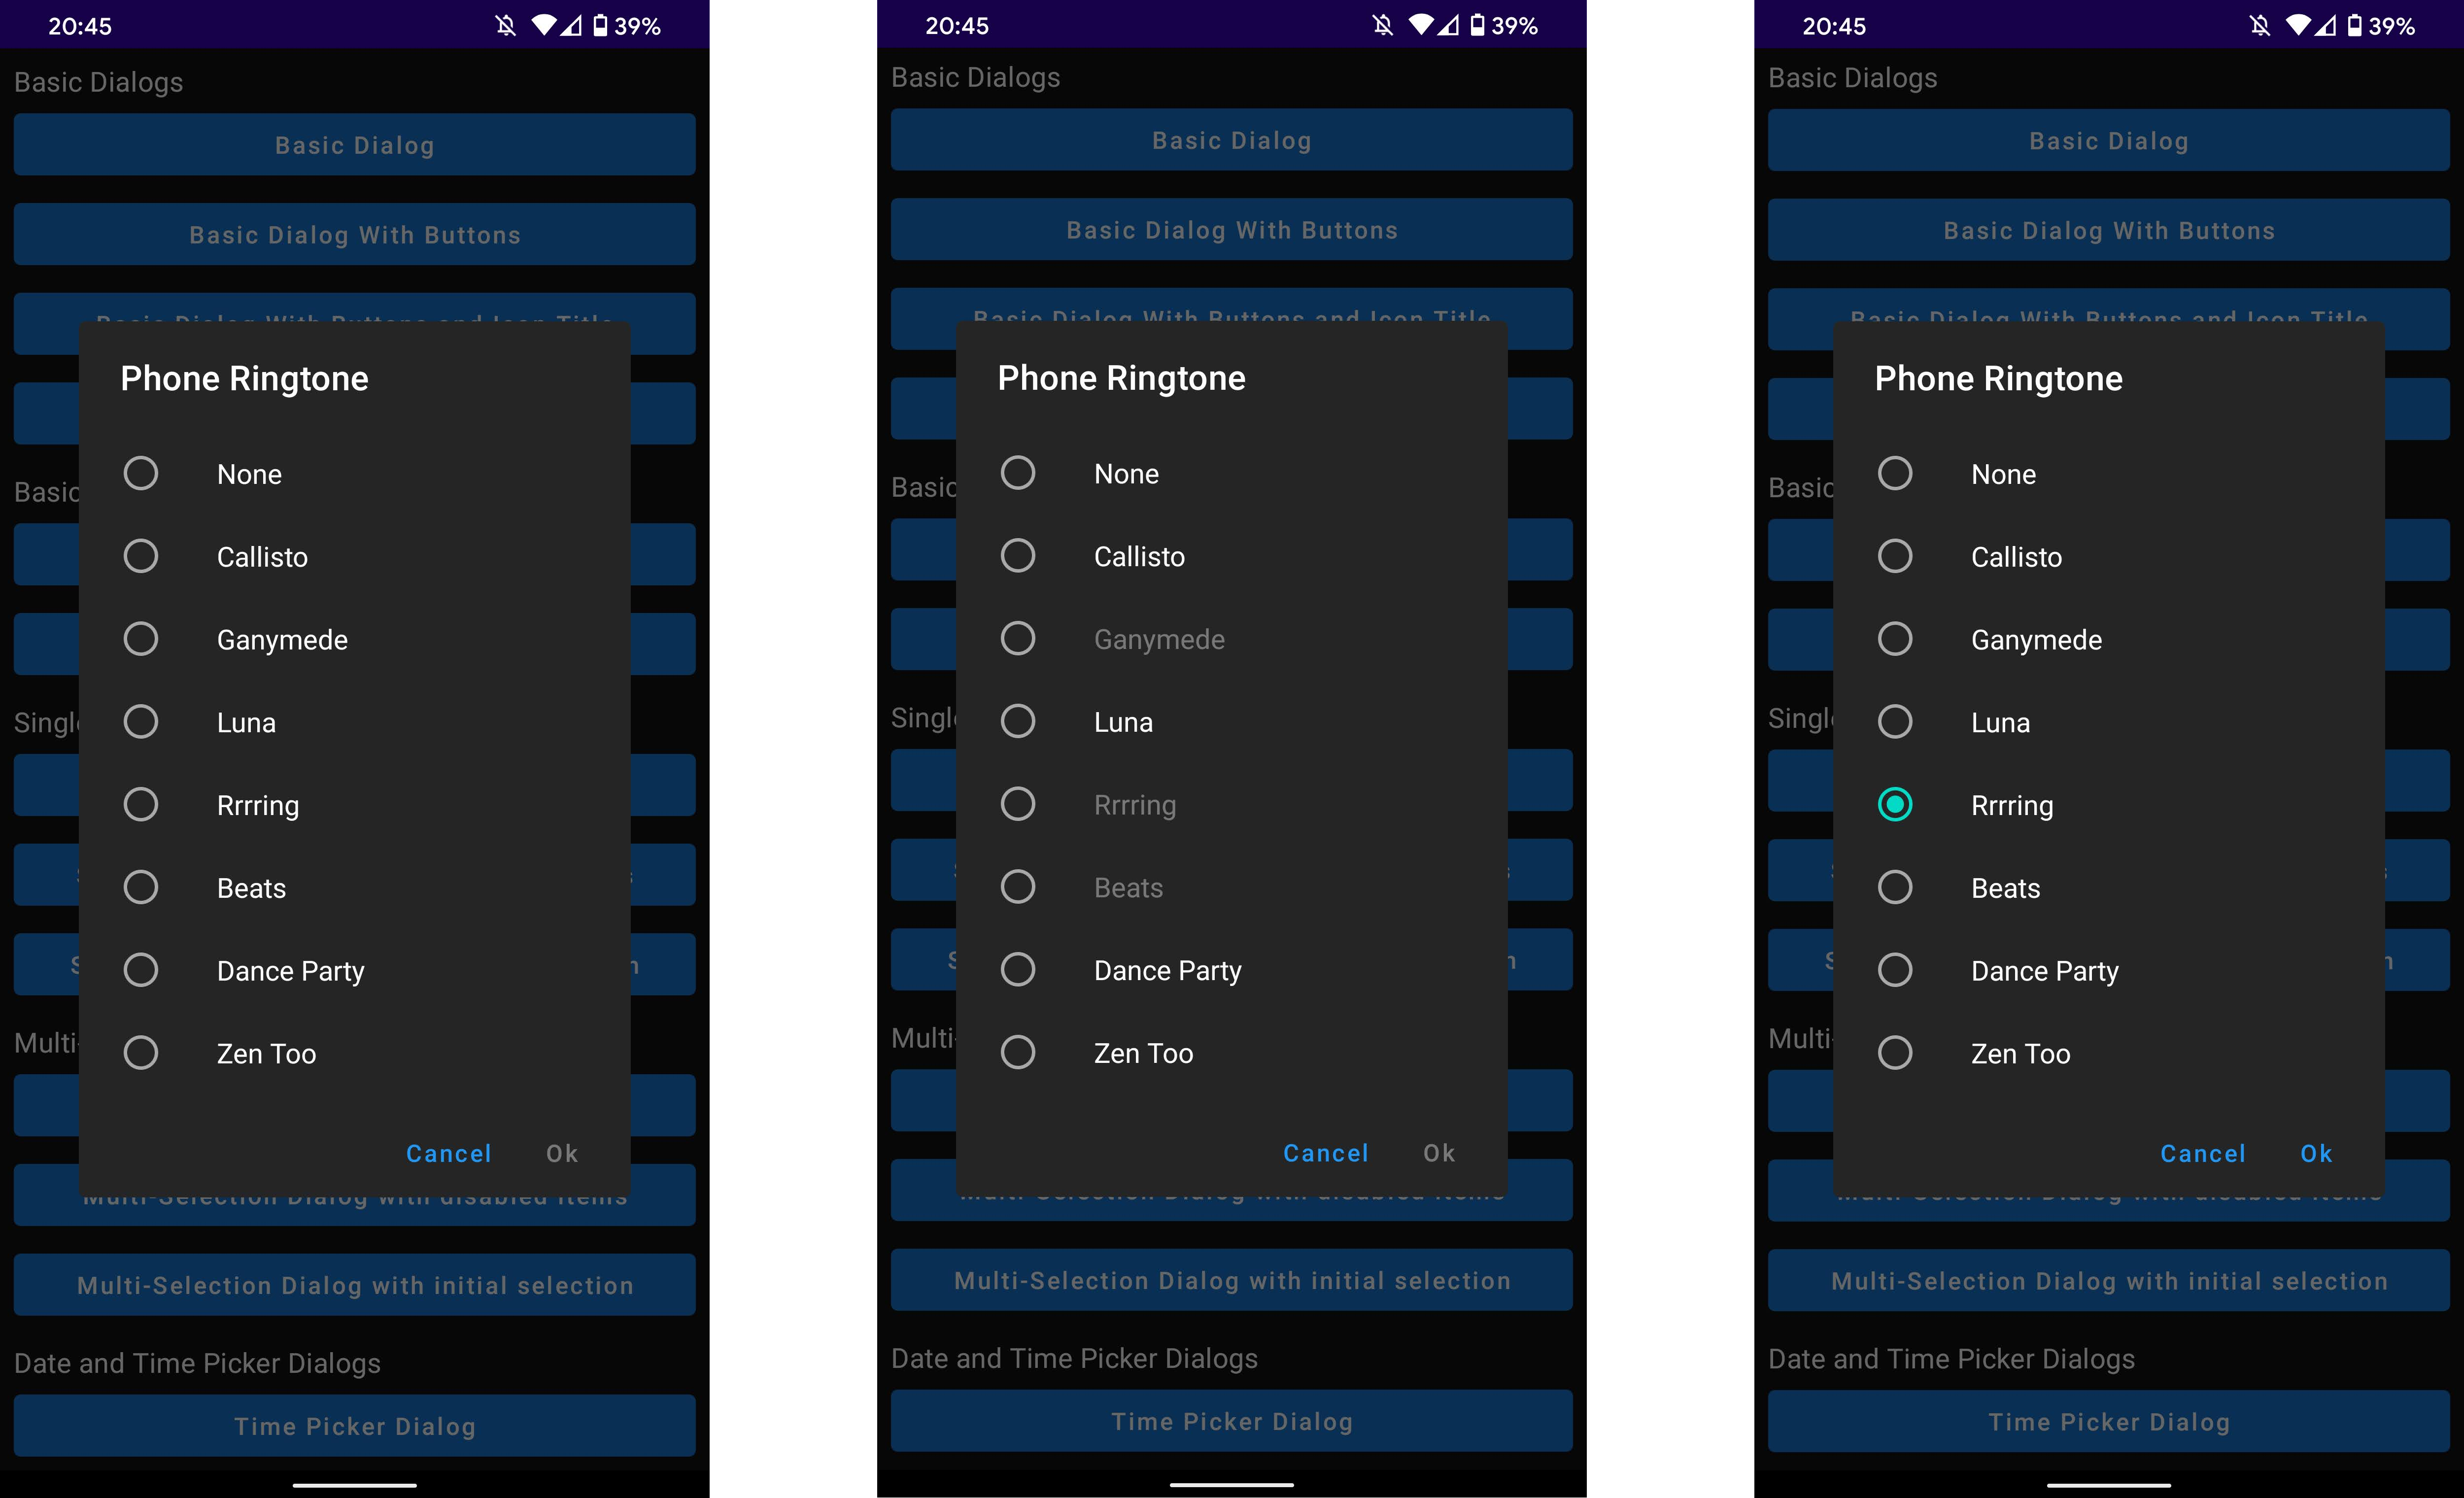 20:45
39%
Basic Dialogs
Basic Dialog
Basic Dialog With Buttons
Basic Dialog With Buttons and Icon Title
Phone Ringtone
None
Basic
Callisto
Ganymede
Luna
Rrrring
Beats
Dance Party
Multi-
Zen Too
Cancel Ok
Multi-Selection Dialog with disabled items
Multi-Selection Dialog with initial selection
Date and Time Picker Dialogs
Time Picker Dialog
20:45
39%
Basic Dialogs
Basic Dialog
Basic Dialog With Buttons
Basic Dialog With Buttons and Icon Title
Phone Ringtone
None
Basic
Callisto
Ganymede
Luna
Rrrring
Beats
Dance Party
Multi-
Zen Too
Cancel Ok
Multi-Selection Dialog with disabled items
Multi-Selection Dialog with initial selection
Date and Time Picker Dialogs
Time Picker Dialog
20:45
39%
Basic Dialogs
Basic Dialog
Basic Dialog With Buttons
Basic Dialog With Buttons and Icon Title
Phone Ringtone
None
Basic
Callisto
Ganymede
Luna
Rrrring
Beats
Dance Party
Multi-
Zen Too
Cancel Ok
Multi-Selection Dialog with disabled items
Multi-Selection Dialog with initial selection
Date and Time Picker Dialogs
Time Picker Dialog